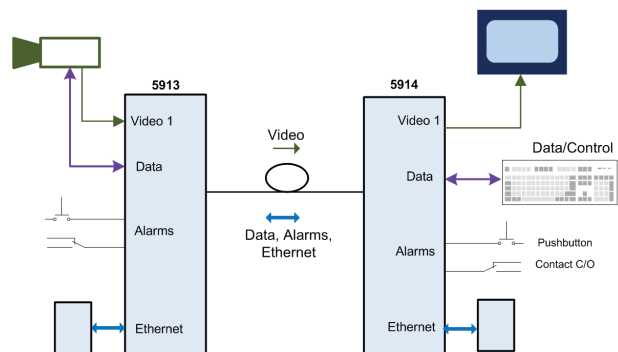 5913
5914
Video 1
Video
Video 1
Data/Control
Data
Data
Alarms
Data, Alarms,
Ethernet
Alarms
Pushbutton
Contact C/O
Ethernet
Ethernet